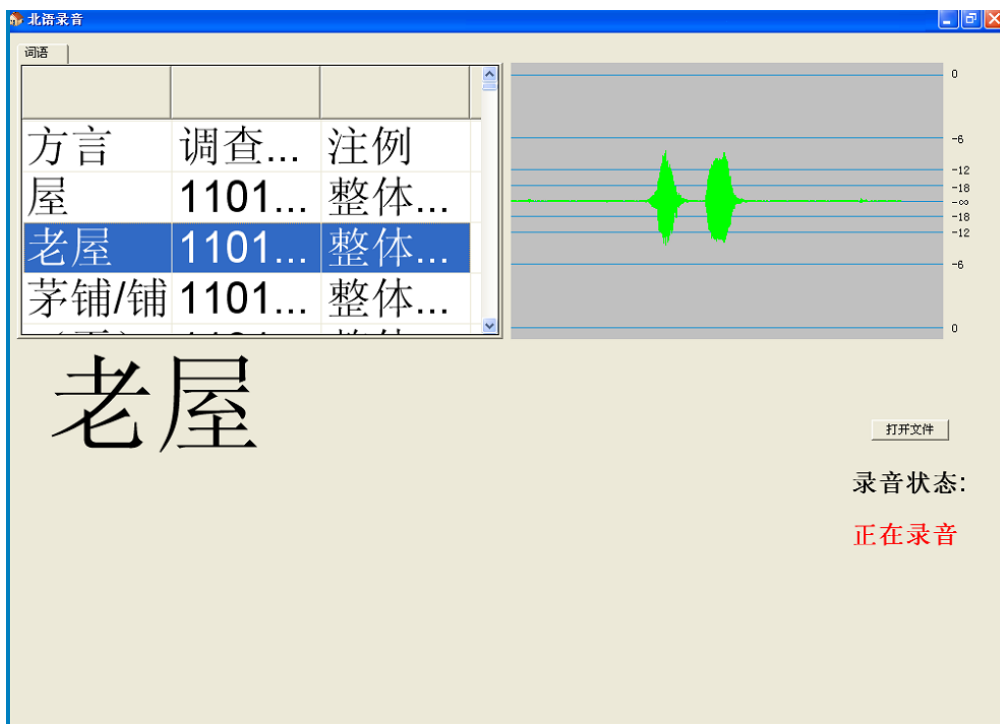 北语录音
词语
方言 调查... 注例
屋 1101... 整体...
老屋 1101... 整体...
茅铺/铺 1101... 整体...
0
-6
-12
-18
-∞
-18
-12
-6
0
老屋
打开文件
录音状态:
正在录音